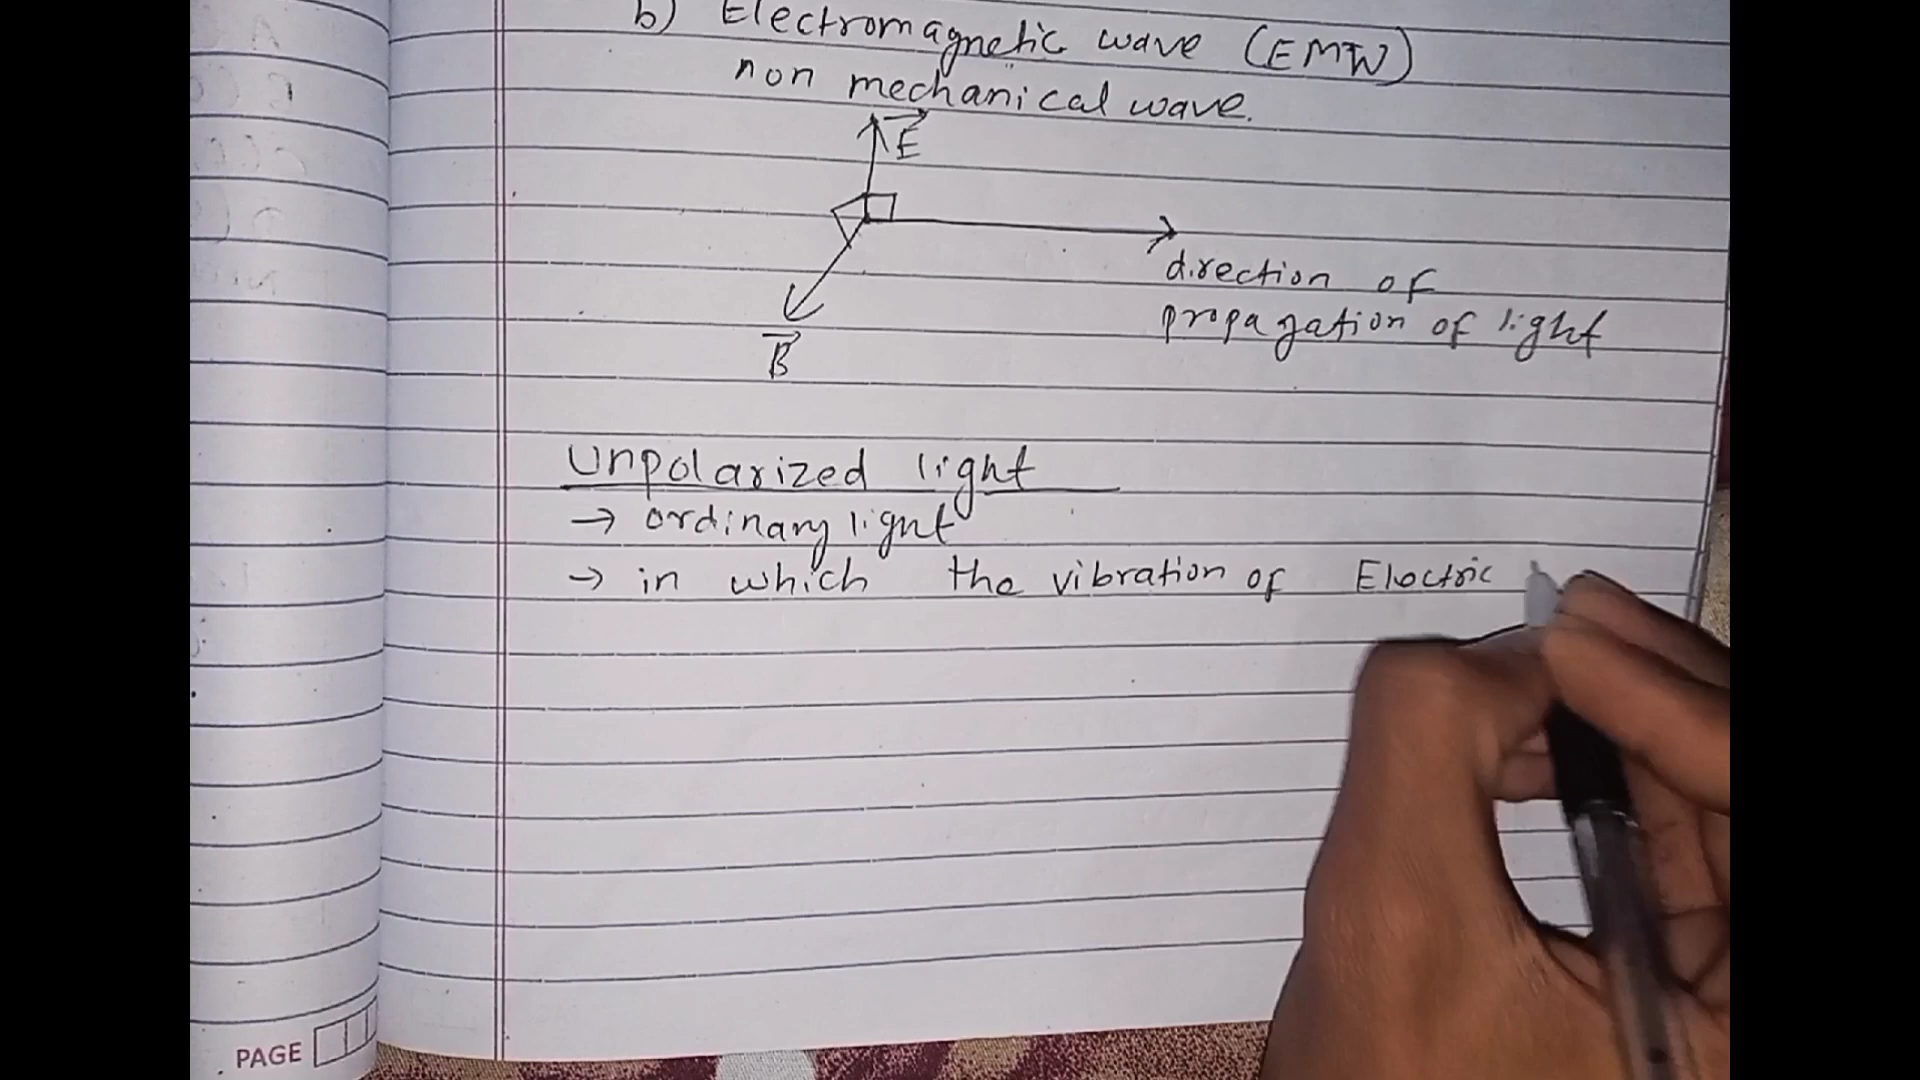 b) Electromagnetic wave (EMW)
non mechanical wave.
E
direction of
propagation of light
B
Unpolarized light
→ ordinary light
→ in which the vibration of Electric
PAGE